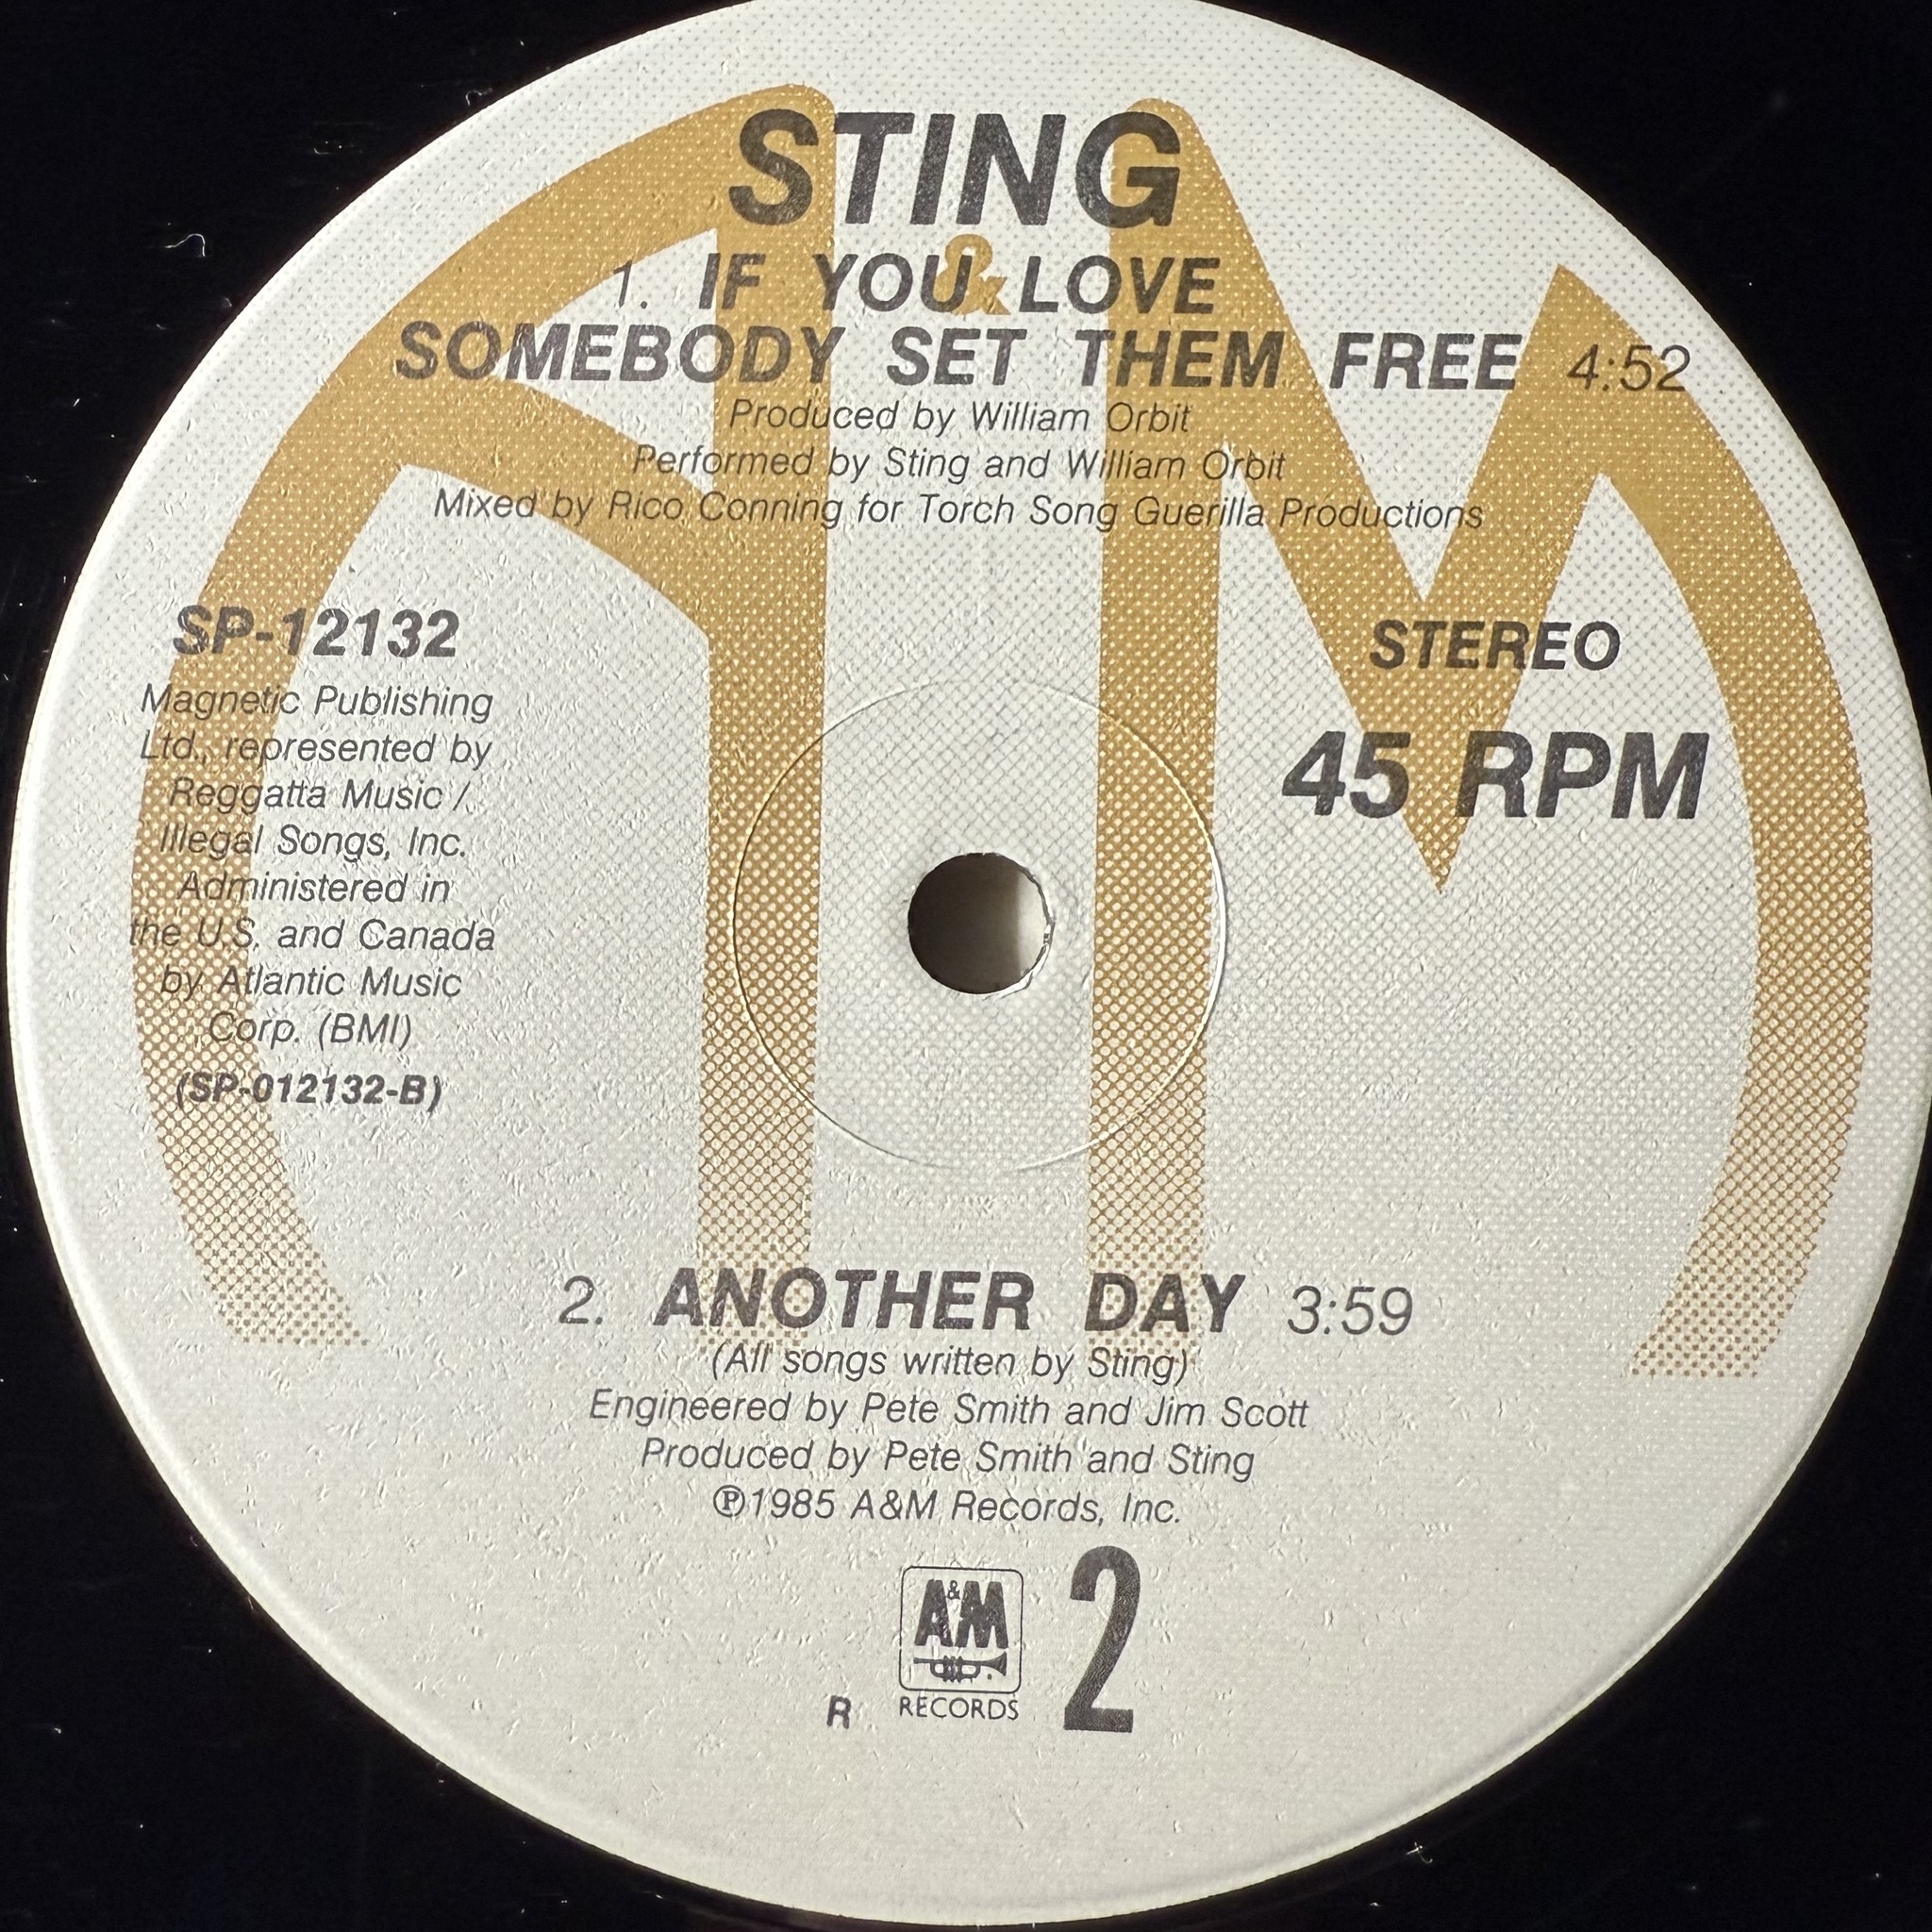 STING
&
1. IF YOU LOVE
SOMEBODY SET THEM FREE 4:52
Produced by William Orbit
Performed by Sting and William Orbit
Mixed by Rico Conning for Torch Song Guerilla Productions
SP-12132
Magnetic Publishing
Ltd., represented by
Reggatta Music /
Illegal Songs, Inc.
Administered in
the U.S. and Canada
by Atlantic Music
Corp. (BMI)
(SP-012132-B)
STEREO
45 RPM
2. ANOTHER DAY 3:59
(All songs written by Sting)
Engineered by Pete Smith and Jim Scott
Produced by Pete Smith and Sting
℗1985 A&M Records, Inc.
A&M
RECORDS
R
2
AM